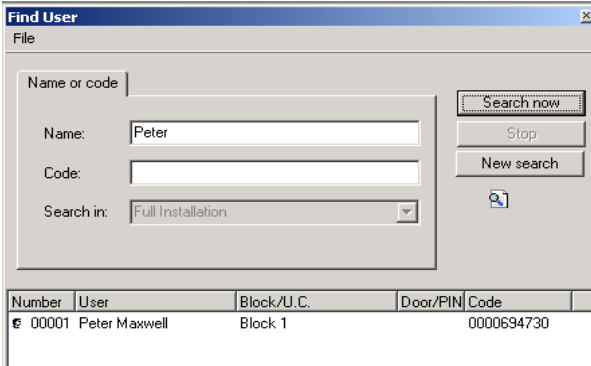 Find User
File
Name or code
Name: Peter
Code:
Search in: Full Installation
Search now
Stop
New search
Number User Block/U.C. Door/PIN Code
00001 Peter Maxwell Block 1 0000694730